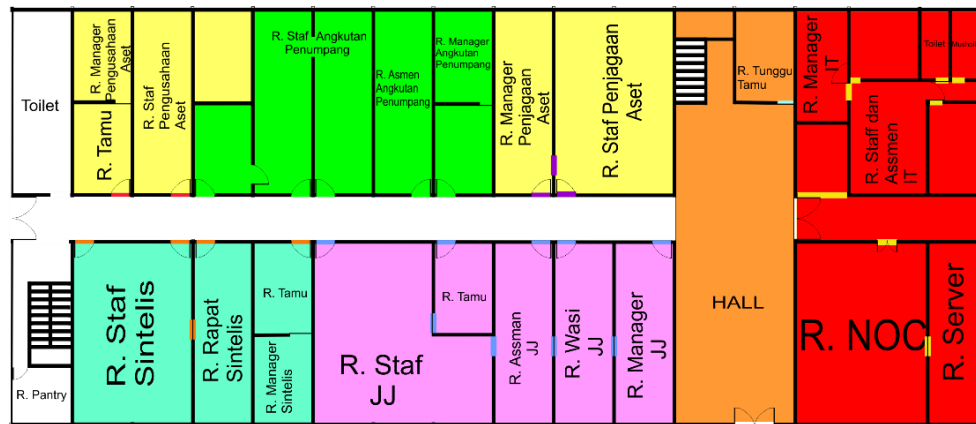 Toilet
R. Manager
Pengusahaan
Aset
R. Tamu
R. Staf
Pengusahaan
Aset
R. Staf Angkutan
Penumpang
R. Asmen
Angkutan
Penumpang
R. Manager
Angkutan
Penumpang
R. Manager
Penjagaan
Aset
R. Staf Penjagaan
Aset
R. Tunggu
Tamu
R. Manager
IT
R. Staff dan
Assmen
IT
Toilet
R. Pantry
R. Staf
Sintelis
R. Rapat
Sintelis
R. Tamu
R. Manager
Sintelis
R. Staf
JJ
R. Tamu
R. Assman
JJ
R. Wasi
JJ
R. Manager
JJ
HALL
R. NOC
R. Server